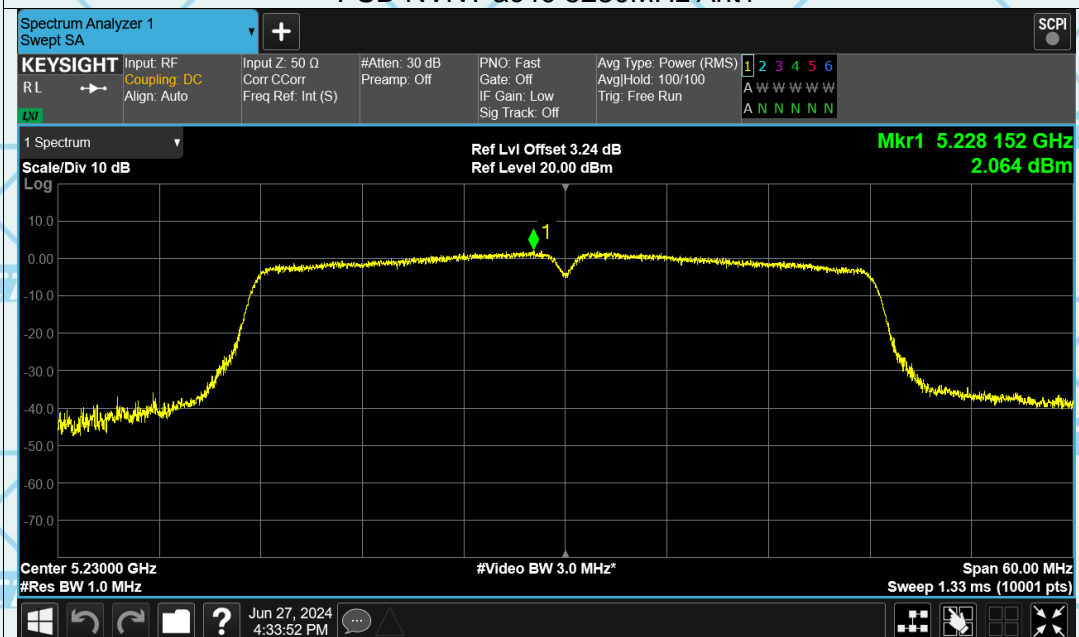 Spectrum Analyzer 1
Swept SA
+
SCPI
KEYSIGHT
RL
LXI
Input: RF
Coupling: DC
Align: Auto
Input Z: 50 Ω
Corr CCorr
Freq Ref: Int (S)
#Atten: 30 dB
Preamp: Off
PNO: Fast
Gate: Off
IF Gain: Low
Sig Track: Off
Avg Type: Power (RMS)
Avg|Hold: 100/100
Trig: Free Run
1 2 3 4 5 6
A W W W W W
A N N N N N
1 Spectrum
Scale/Div 10 dB
Log
Ref Lvl Offset 3.24 dB
Ref Level 20.00 dBm
Mkr1 5.228 152 GHz
2.064 dBm
10.0
0.00
-10.0
-20.0
-30.0
-40.0
-50.0
-60.0
-70.0
1
Center 5.23000 GHz
#Res BW 1.0 MHz
#Video BW 3.0 MHz*
Span 60.00 MHz
Sweep 1.33 ms (10001 pts)
?
Jun 27, 2024
4:33:52 PM